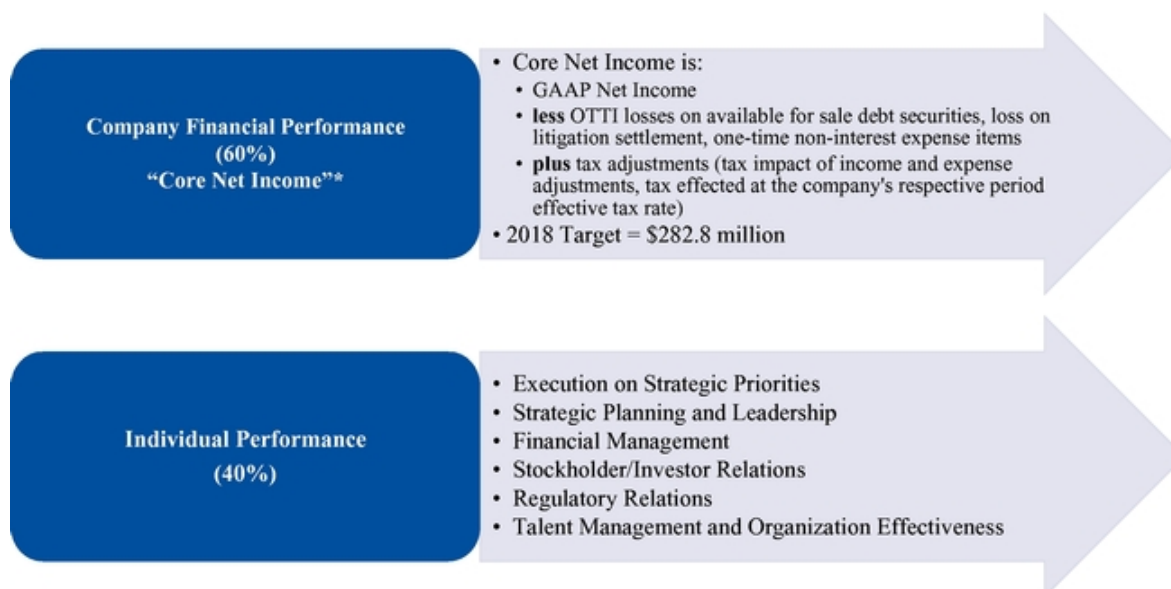 Company Financial Performance
(60%)
“Core Net Income”*
• Core Net Income is:
• GAAP Net Income
• less OTTI losses on available for sale debt securities, loss on
litigation settlement, one-time non-interest expense items
• plus tax adjustments (tax impact of income and expense
adjustments, tax effected at the company's respective period
effective tax rate)
• 2018 Target = $282.8 million
Individual Performance
(40%)
• Execution on Strategic Priorities
• Strategic Planning and Leadership
• Financial Management
• Stockholder/Investor Relations
• Regulatory Relations
• Talent Management and Organization Effectiveness